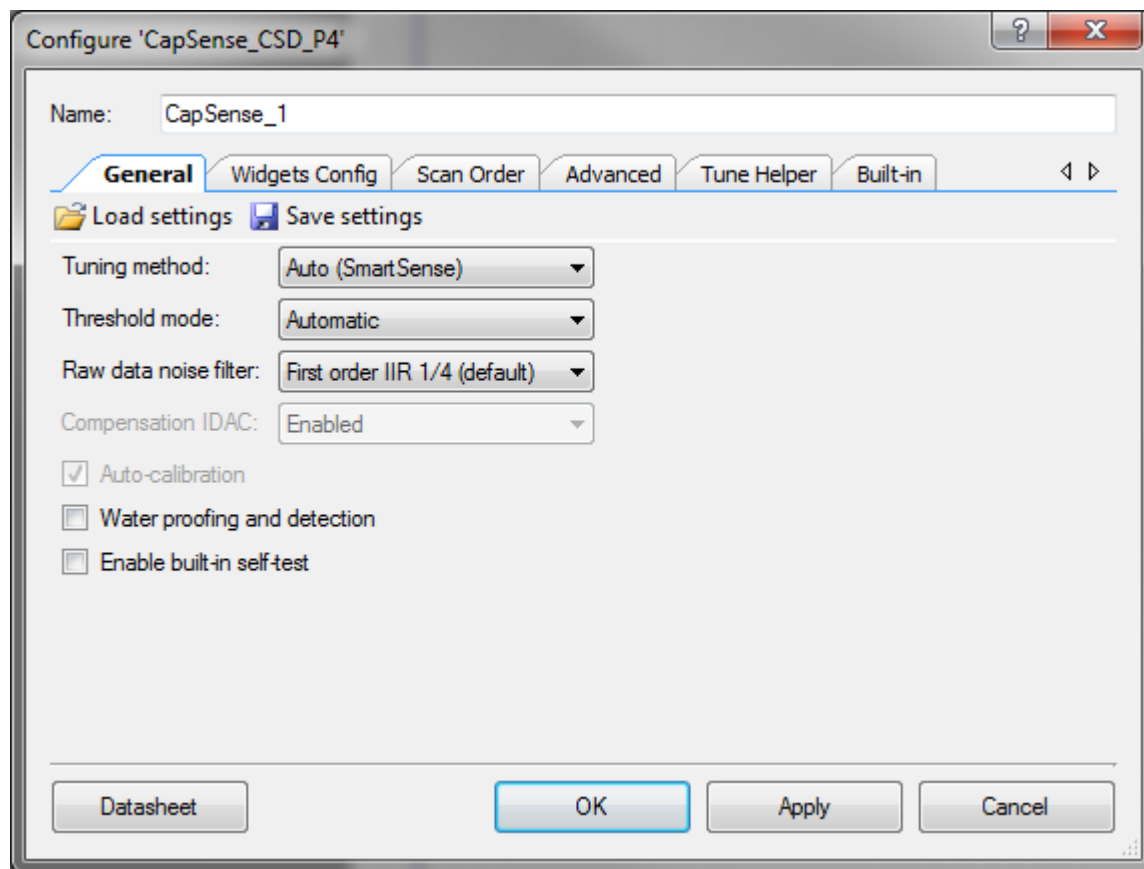 Configure 'CapSense_CSD_P4'
Name: CapSense_1
General Widgets Config Scan Order Advanced Tune Helper Built-in
Load settings Save settings
Tuning method: Auto (SmartSense)
Threshold mode: Automatic
Raw data noise filter: First order IIR 1/4 (default)
Compensation IDAC: Enabled
Auto-calibration
Water proofing and detection
Enable built-in self-test
Datasheet OK Apply Cancel